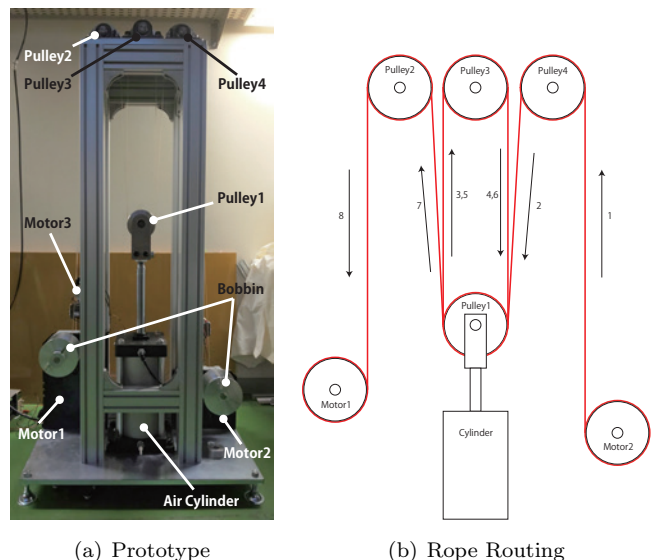 Pulley2
Pulley3
Pulley4
Pulley1
Motor3
Bobbin
Motor1
Motor2
Air Cylinder
(a) Prototype
Pulley2
Pulley3
Pulley4
8
7
3,5
4,6
2
1
Pulley1
Motor1
Cylinder
Motor2
(b) Rope Routing